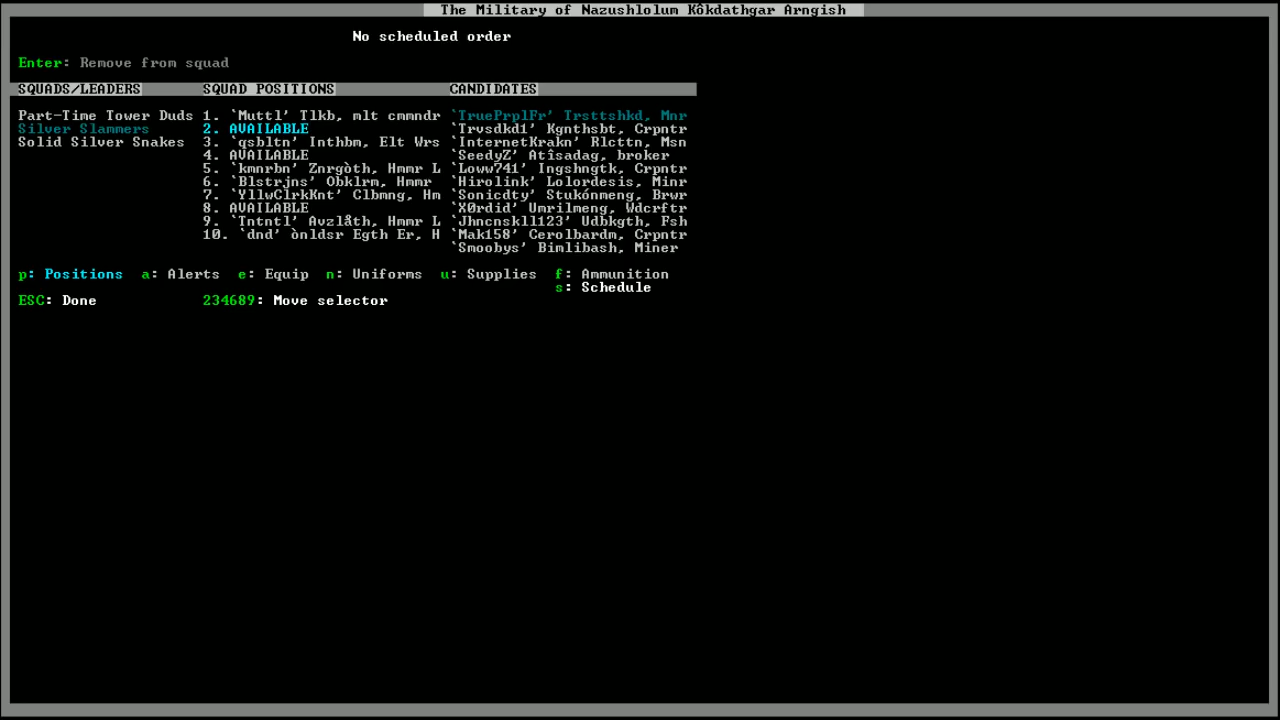 The Military of Nazushlolum Kôkdathgar Arngish
No scheduled order
Enter: Remove from squad
SQUADS/LEADERS SQUAD POSITIONS CANDIDATES
Part-Time Tower Duds 1. `Muttl' Tlkb, mlt cmmndr `TruePrplFr' Trsttshkd, Mnr
Silver Slammers 2. AVAILABLE `Trvsdkd1' Kgnthsbt, Crpntr
Solid Silver Snakes 3. `qsbltn' Inthbm, Elt Wrs `InternetKrakn' Rlcttn, Msn
4. AVAILABLE `SeedyZ' Atîsadag, broker
5. `kmnrbn' Znrgòth, Hmmr L `Loww741' Ingshngtk, Crpntr
6. `Blstrjns' Obklrm, Hmmr `Hirolink' Lolordesis, Minr
7. `YllwClrkKnt' Clbmng, Hm `Sonicdty' Stukónmeng, Brwr
8. AVAILABLE `X0rdid' Umrilmeng, Wdcrftr
9. `Tntntl' Avzlåth, Hmmr L `Jhncnskll123' Udbkgth, Fsh
10. `dnd' ònldsr Egth Er, H `Mak158' Cerolbardm, Crpntr
`Smoobys' Bimlibash, Miner
p: Positions a: Alerts e: Equip n: Uniforms u: Supplies f: Ammunition
s: Schedule
ESC: Done 234689: Move selector